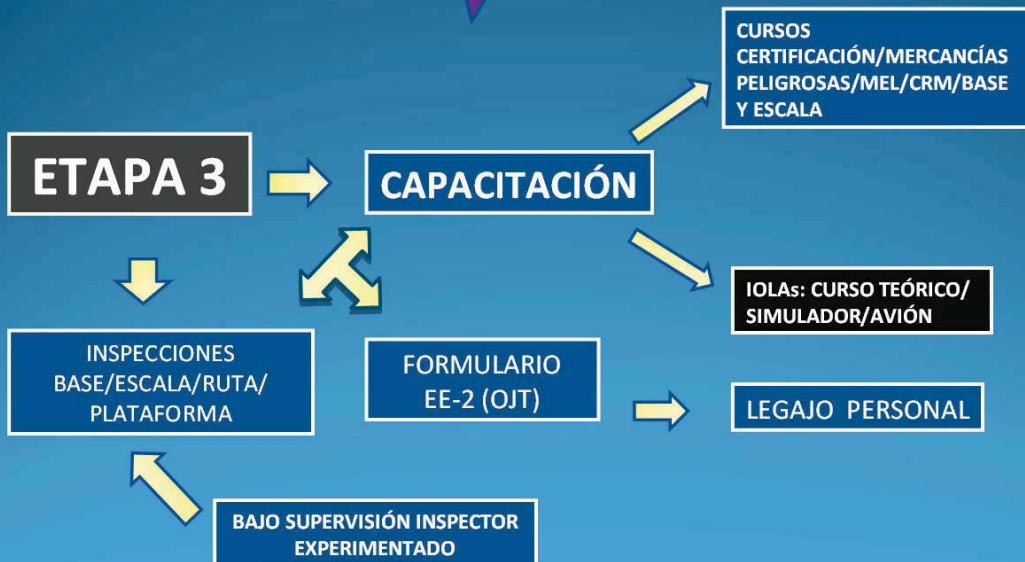 CURSOS
CERTIFICACIÓN/MERCANCÍAS
PELIGROSAS/MEL/CRM/BASE
Y ESCALA
ETAPA 3
CAPACITACIÓN
IOLAs: CURSO TEÓRICO/
SIMULADOR/AVIÓN
INSPECCIONES
BASE/ESCALA/RUTA/
PLATAFORMA
FORMULARIO
EE-2 (OJT)
LEGAJO PERSONAL
BAJO SUPERVISIÓN INSPECTOR
EXPERIMENTADO